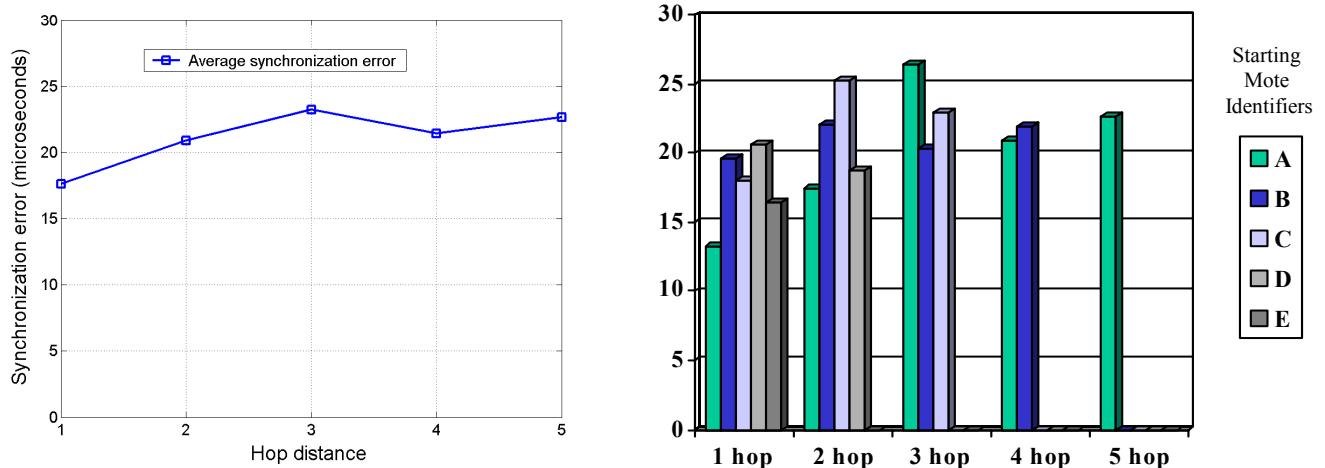 30
25
20
15
10
5
0
Synchronization error (microseconds)
Average synchronization error
1 2 3 4 5
Hop distance
30
25
20
15
10
5
0
1 hop 2 hop 3 hop 4 hop 5 hop
Starting
Mote
Identifiers
A
B
C
D
E